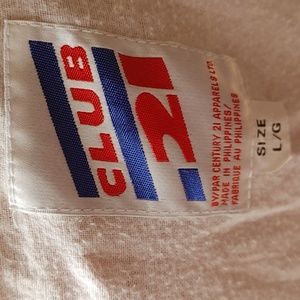 CLUB
21
BY/PAR CENTURY 21 APPARELS LTD.
MADE IN PHILIPPINES/
FABRIQUE AU PHILIPPINES
SIZE
L/G